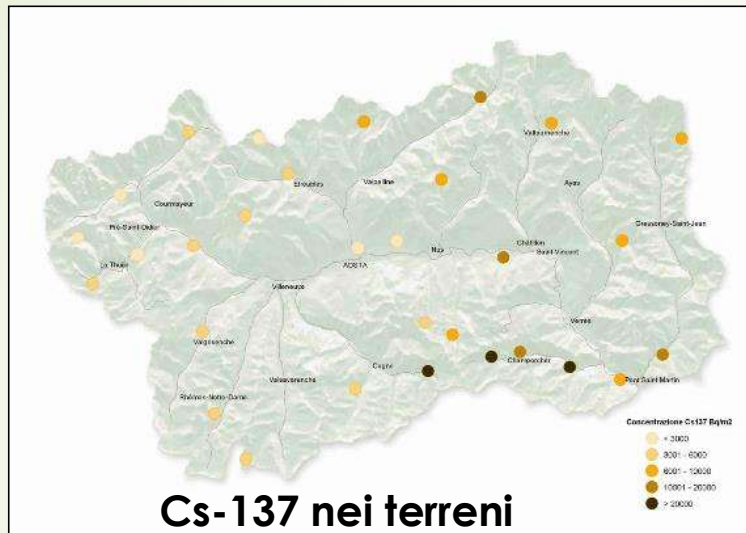 Valtournenche
Etroubles
Valpelline
Ayas
Courmayeur
Gressoney-Saint-Jean
Pré-Saint-Didier
Nus
Châtillon
La Thuile
AOSTA
Saint-Vincent
Villeneuve
Verrès
Valgrisenche
Cogne
Champorcher
Valsavarenche
Pont Saint Martin
Rhêmes-Notre-Dame
Concentrazione Cs137 Bq/m2
< 3000
3001 - 6000
6001 - 10000
10001 - 20000
> 20000
Cs-137 nei terreni